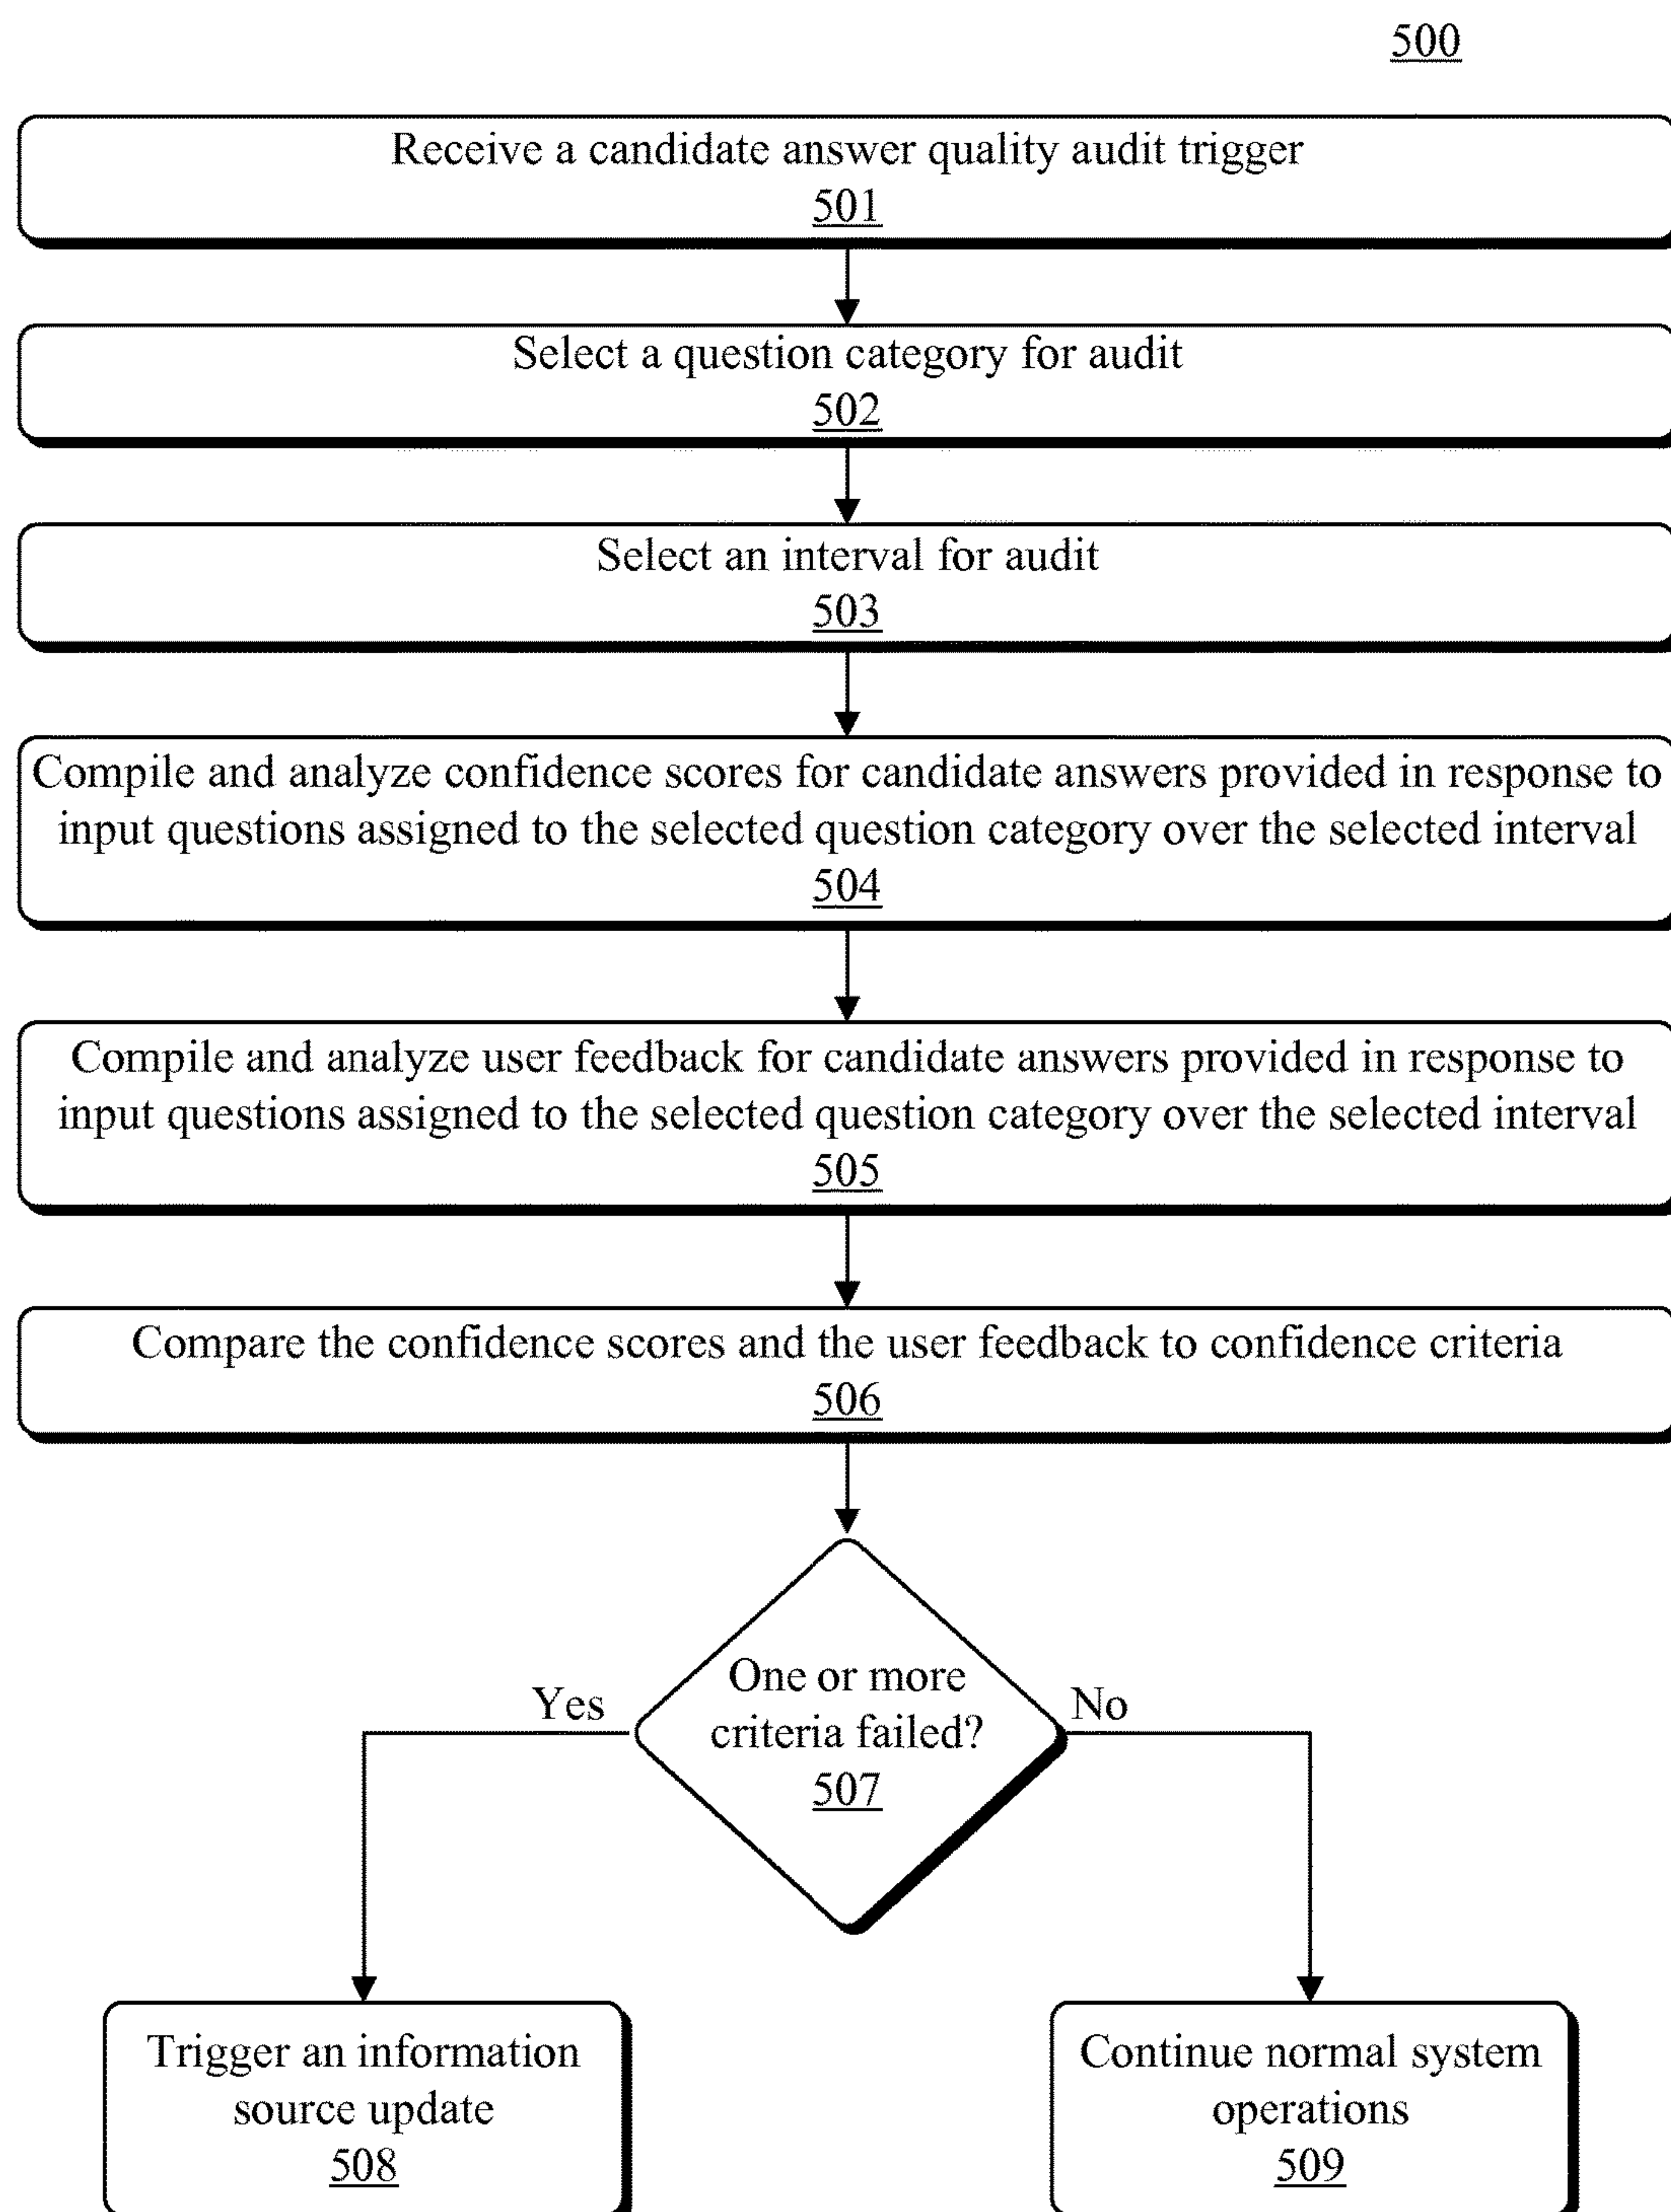 500
Receive a candidate answer quality audit trigger
501
Select a question category for audit
502
Select an interval for audit
503
Compile and analyze confidence scores for candidate answers provided in response to
input questions assigned to the selected question category over the selected interval
504
Compile and analyze user feedback for candidate answers provided in response to
input questions assigned to the selected question category over the selected interval
505
Compare the confidence scores and the user feedback to confidence criteria
506
One or more
criteria failed?
507
Yes
No
Trigger an information
source update
508
Continue normal system
operations
509